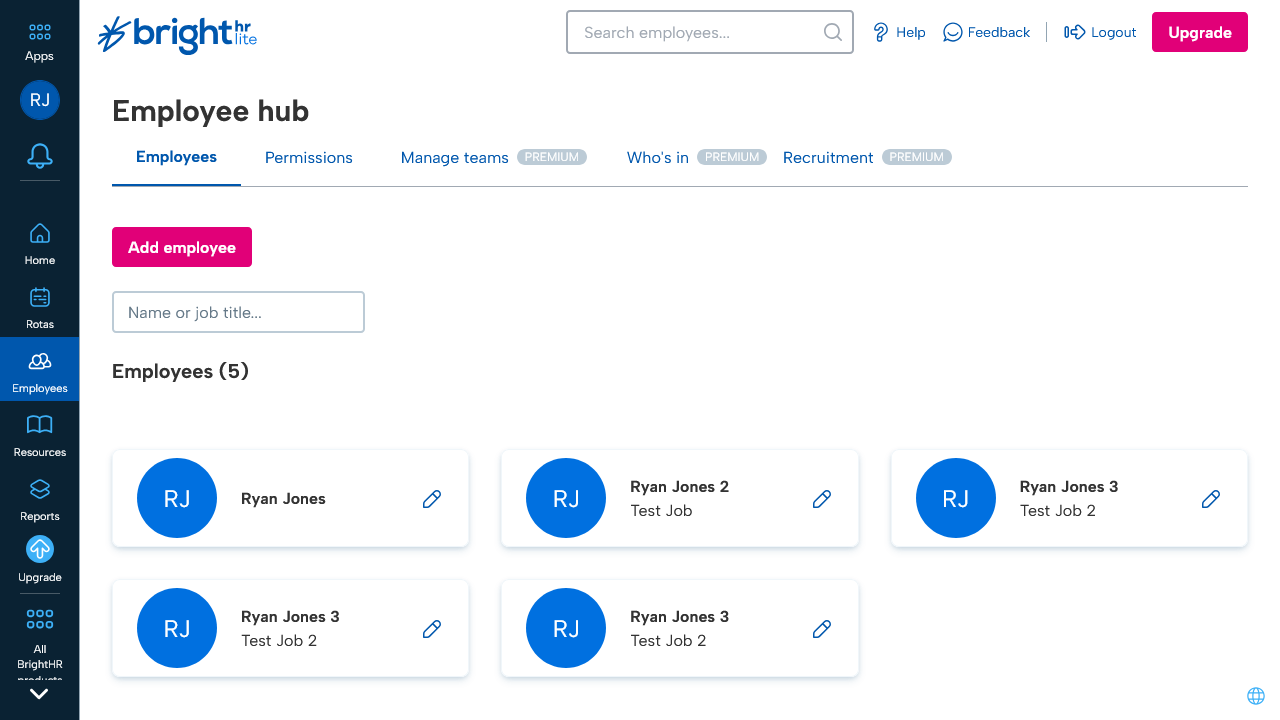 Apps
RJ
Home
Rotas
Employees
Resources
Reports
Upgrade
All
BrightHR
products
brighthr
lite
Search employees...
Help
Feedback
Logout
Upgrade
Employee hub
Employees
Permissions
Manage teams PREMIUM
Who's in PREMIUM
Recruitment PREMIUM
Add employee
Name or job title...
Employees (5)
RJ
Ryan Jones
RJ
Ryan Jones 2
Test Job
RJ
Ryan Jones 3
Test Job 2
RJ
Ryan Jones 3
Test Job 2
RJ
Ryan Jones 3
Test Job 2